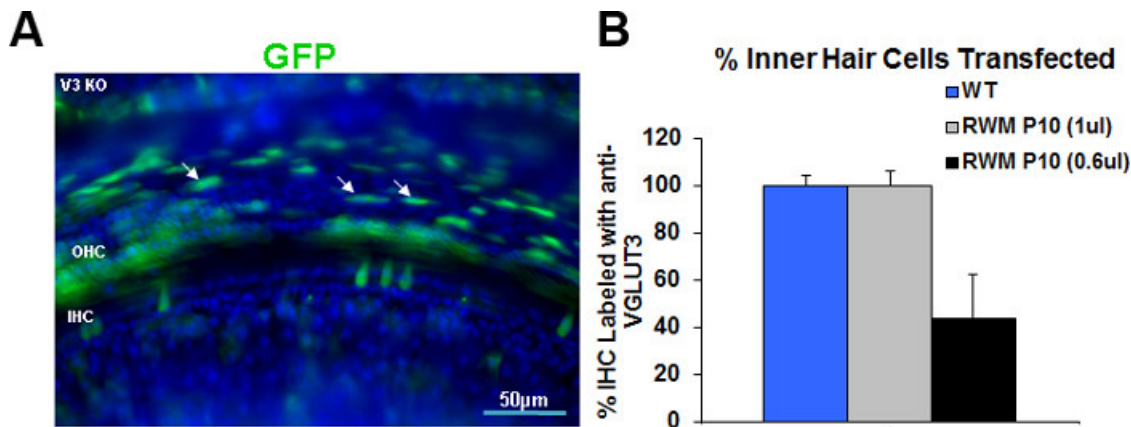 A
GFP
V3 KO
OHC
IHC
50µm
B
% Inner Hair Cells Transfected
WT
RWM P10 (1ul)
RWM P10 (0.6ul)
% IHC Labeled with anti-
VGLUT3
120
100
80
60
40
20
0